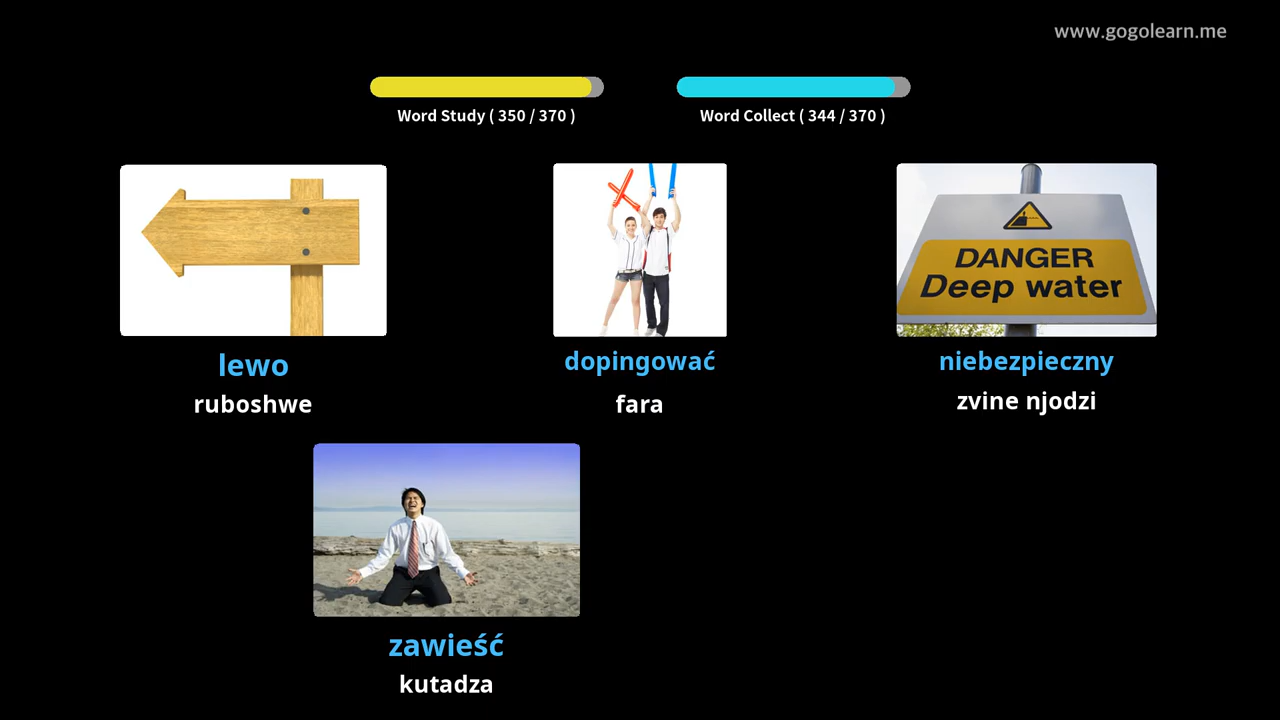 www.gogolearn.me
Word Study ( 350 / 370 )
Word Collect ( 344 / 370 )
DANGER
Deep water
lewo
dopingować
niebezpieczny
ruboshwe
fara
zvine njodzi
zawieść
kutadza